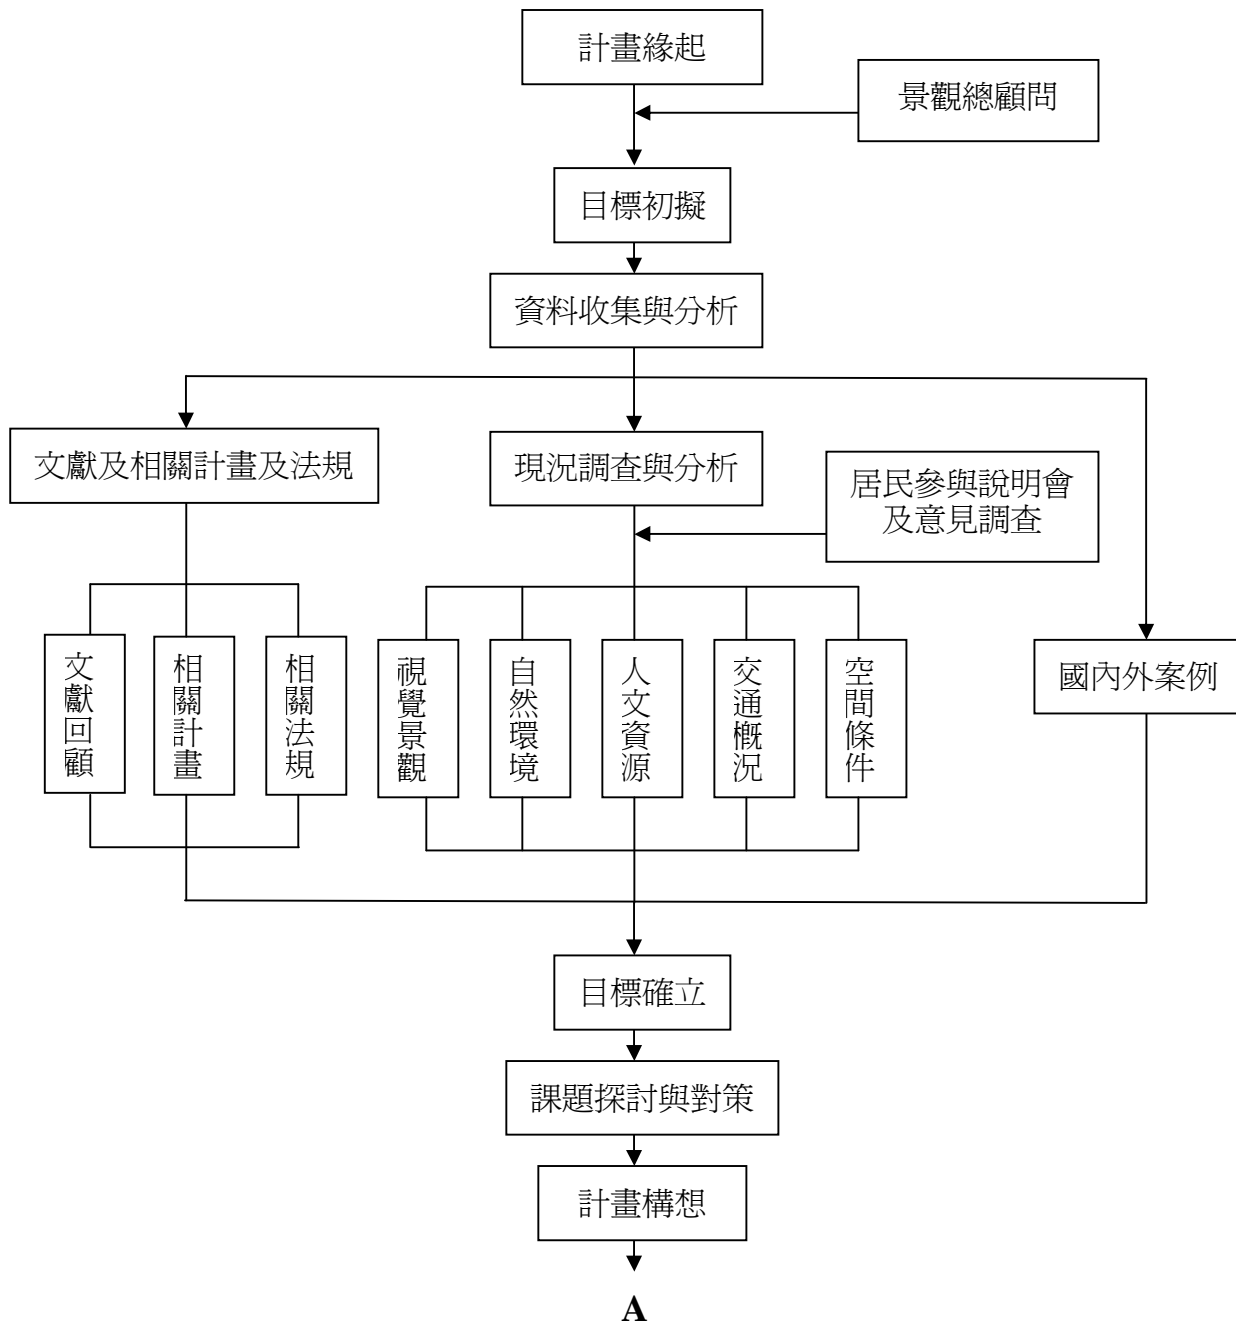 計畫緣起
景觀總顧問
目標初擬
資料收集與分析
文獻及相關計畫及法規
現況調查與分析
居民參與說明會
及意見調查
文獻回顧
相關計畫
相關法規
視覺景觀
自然環境
人文資源
交通概況
空間條件
國內外案例
目標確立
課題探討與對策
計畫構想
A